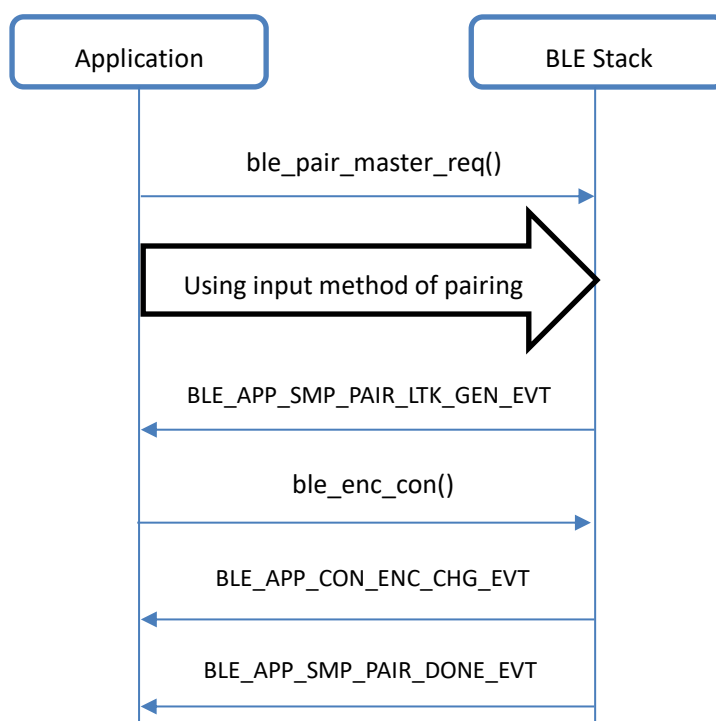 Application
BLE Stack
ble_pair_master_req()
Using input method of pairing
BLE_APP_SMP_PAIR_LTK_GEN_EVT
ble_enc_con()
BLE_APP_CON_ENC_CHG_EVT
BLE_APP_SMP_PAIR_DONE_EVT